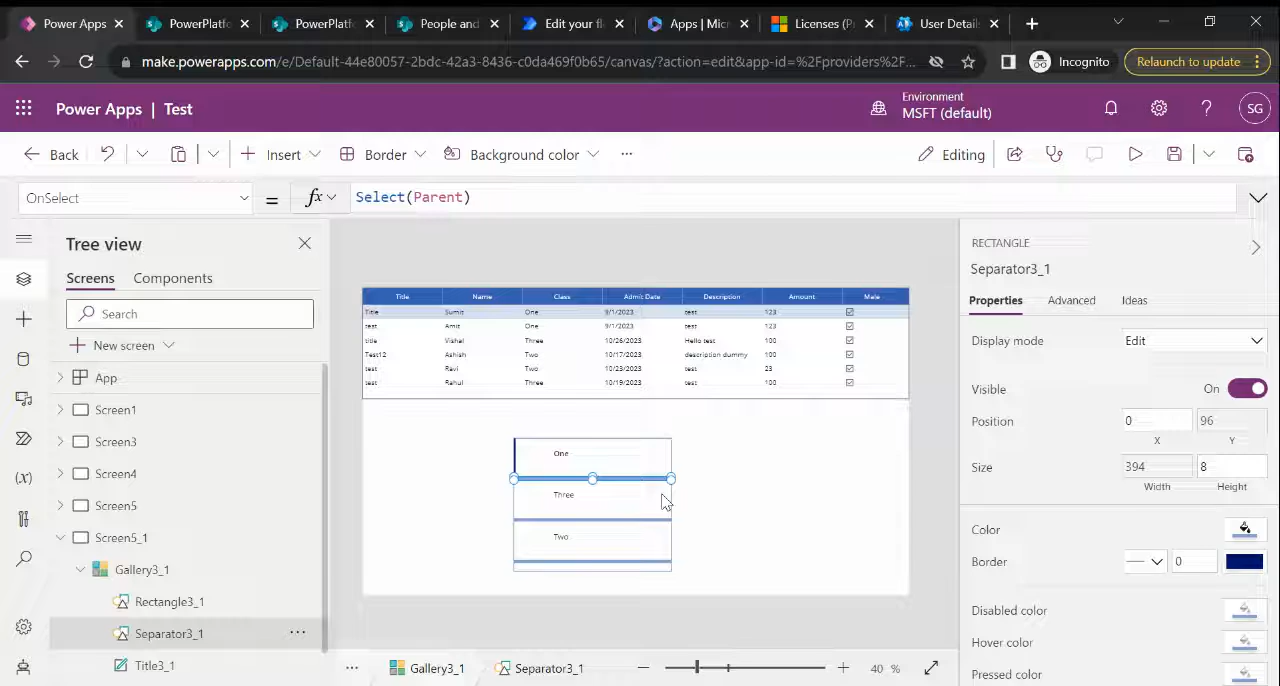 Power Apps
PowerPlatfo
PowerPlatfo
People and
Edit your fl
Apps | Micr
Licenses (Pr
User Detail
make.powerapps.com/e/Default-44e80057-2bdc-42a3-8436-c0da469f0b65/canvas/?action=edit&app-id=%2Fproviders%2F...
Incognito
Relaunch to update
Power Apps | Test
Environment
MSFT (default)
SG
Back
Insert
Border
Background color
Editing
OnSelect
=
fx
Select(Parent)
Tree view
Screens
Components
Search
New screen
App
Screen1
Screen3
Screen4
Screen5
Screen5_1
Gallery3_1
Rectangle3_1
Separator3_1
Title3_1
Title Name Class Admit Date Description Amount Male
Title Sumit One 9/1/2023 test 123
test Amit One 9/1/2023 test 123
title Vishal Three 10/26/2023 Hello test 100
Test12 Ashish Two 10/17/2023 description dummy 100
test Ravi Two 10/23/2023 test 23
test Rahul Three 10/19/2023 test 100
One
Three
Two
Gallery3_1
Separator3_1
40 %
RECTANGLE
Separator3_1
Properties
Advanced
Ideas
Display mode
Edit
Visible
On
Position
0
96
X
Y
Size
394
8
Width
Height
Color
Border
0
Disabled color
Hover color
Pressed color